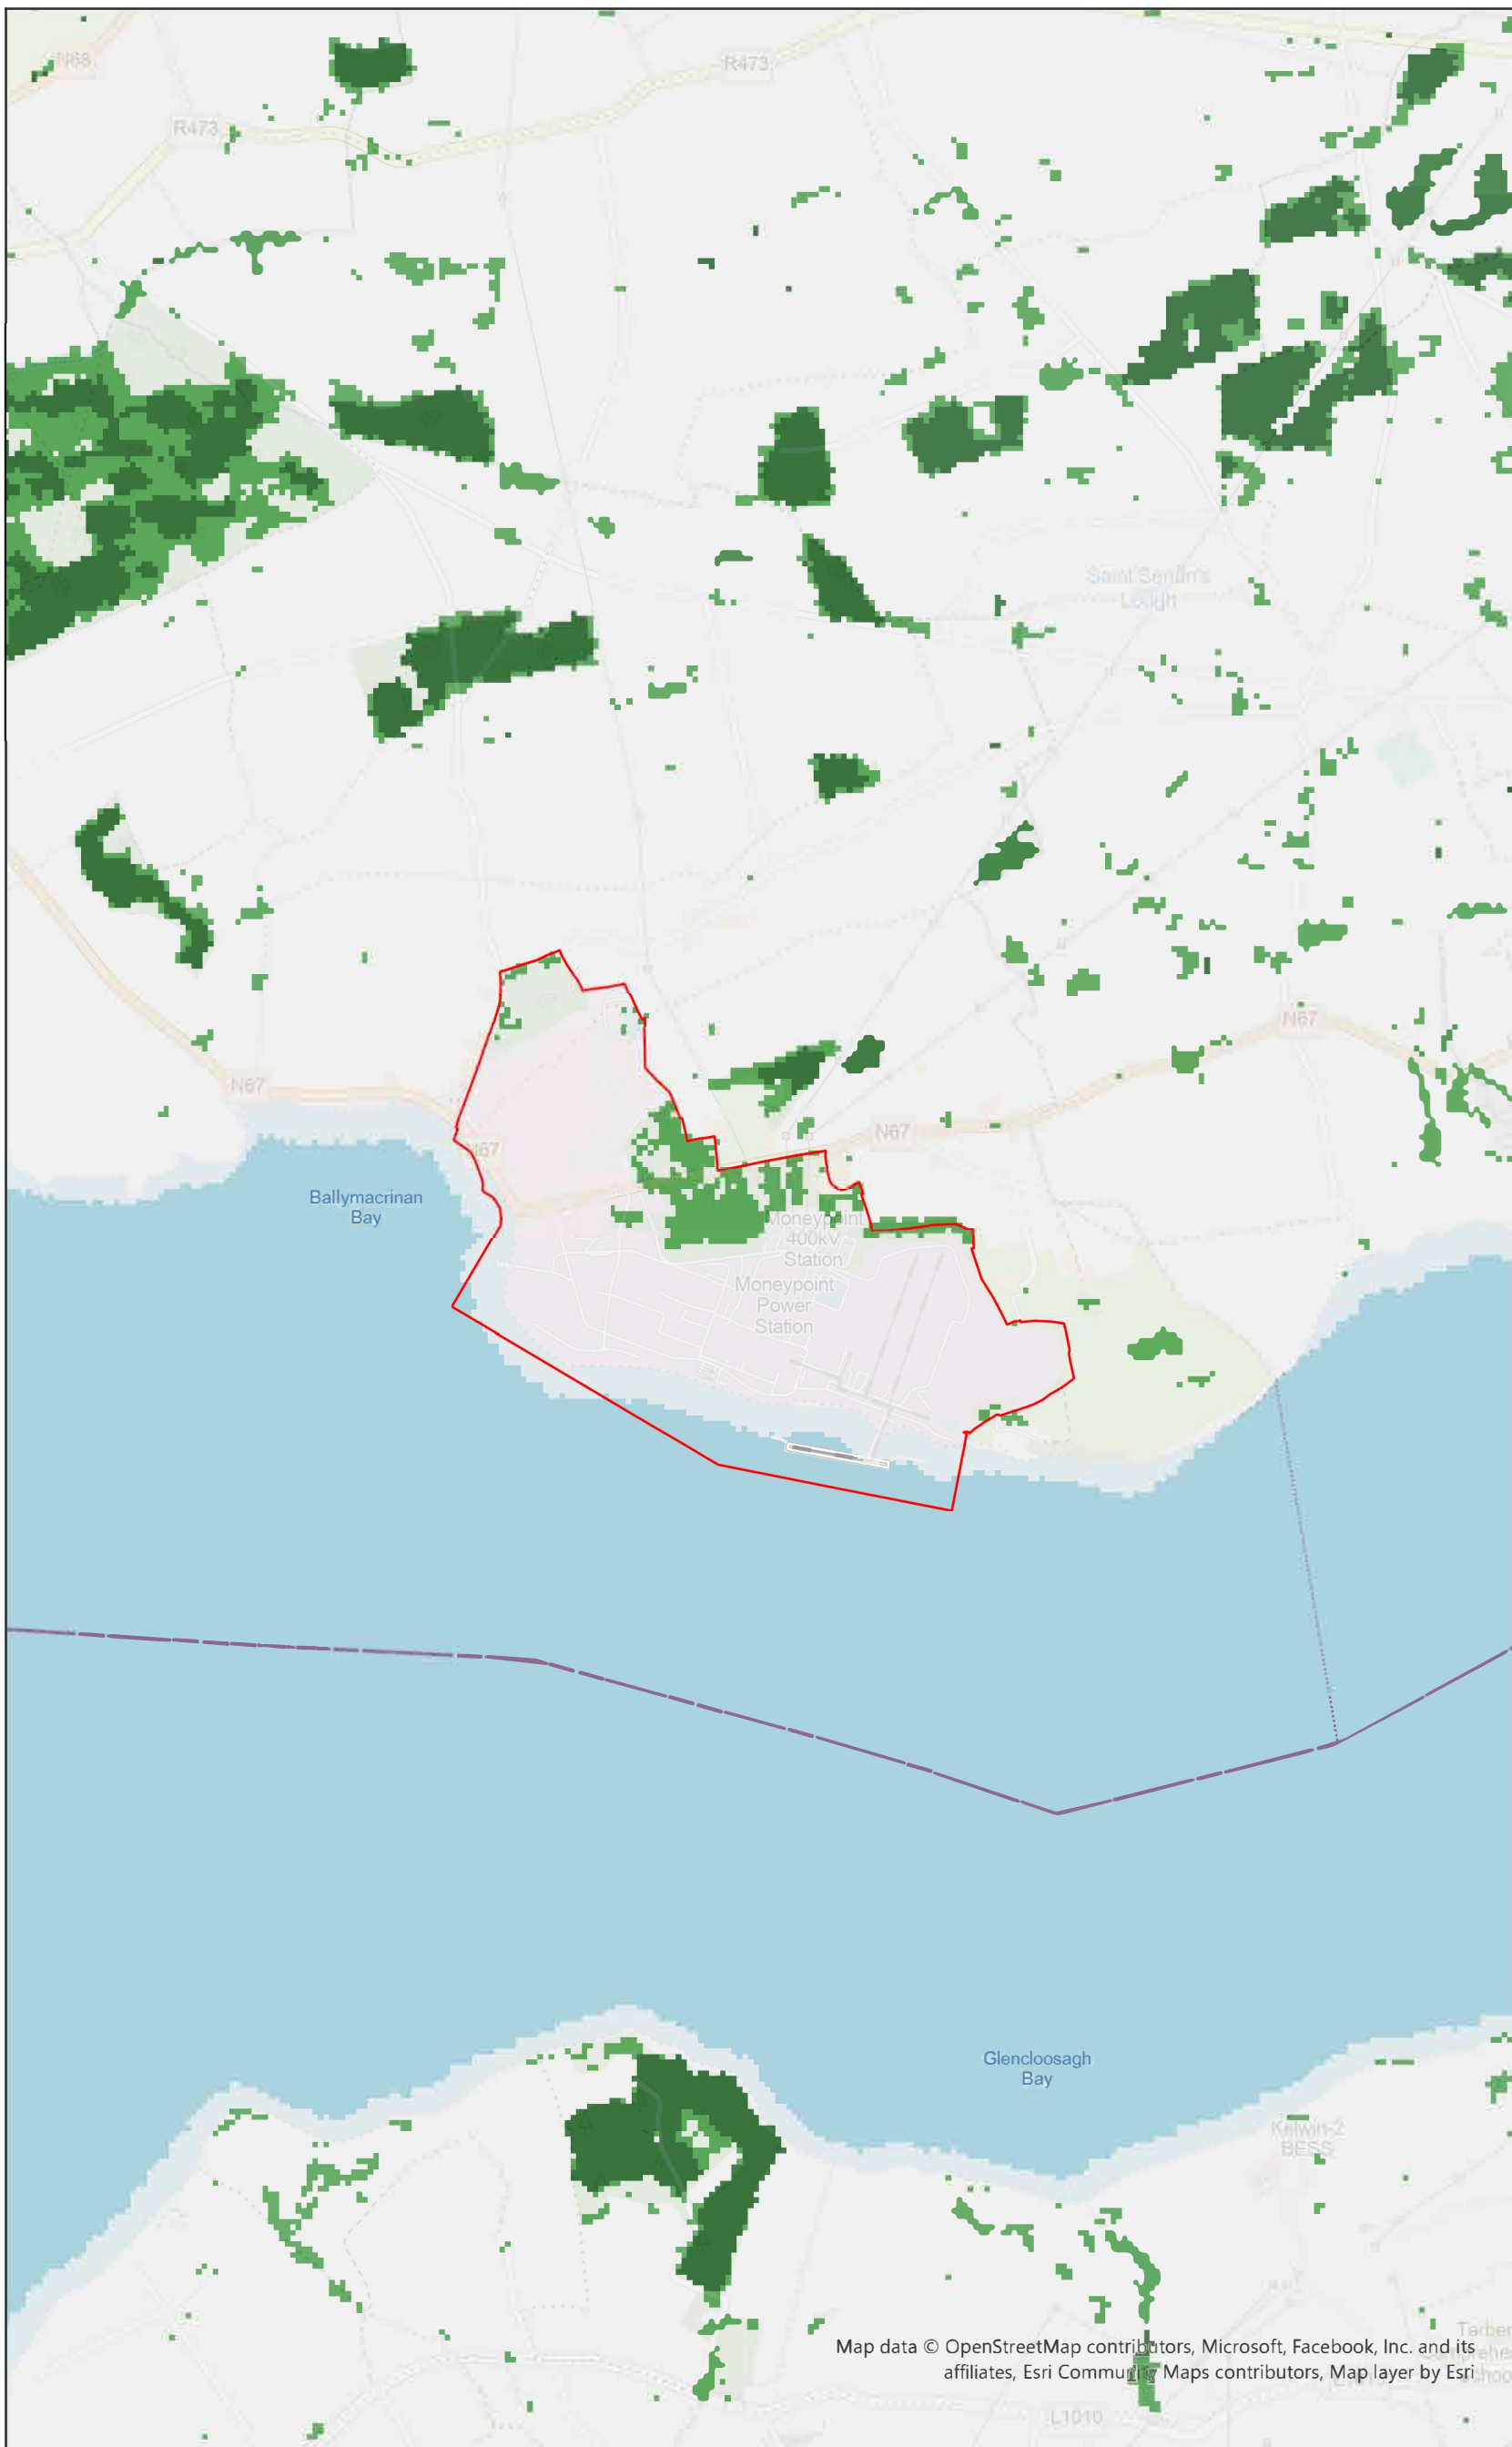 N68
R473
R473
Saint Senan's
Lough
N67
N67
N67
N67
Ballymacrinan
Bay
Moneypoint
400kV
Station
Moneypoint
Power
Station
Glencloosagh
Bay
Kelwin-2
BESS
Map data © OpenStreetMap contributors, Microsoft, Facebook, Inc. and its
affiliates, Esri Community Maps contributors, Map layer by Esri
L1010